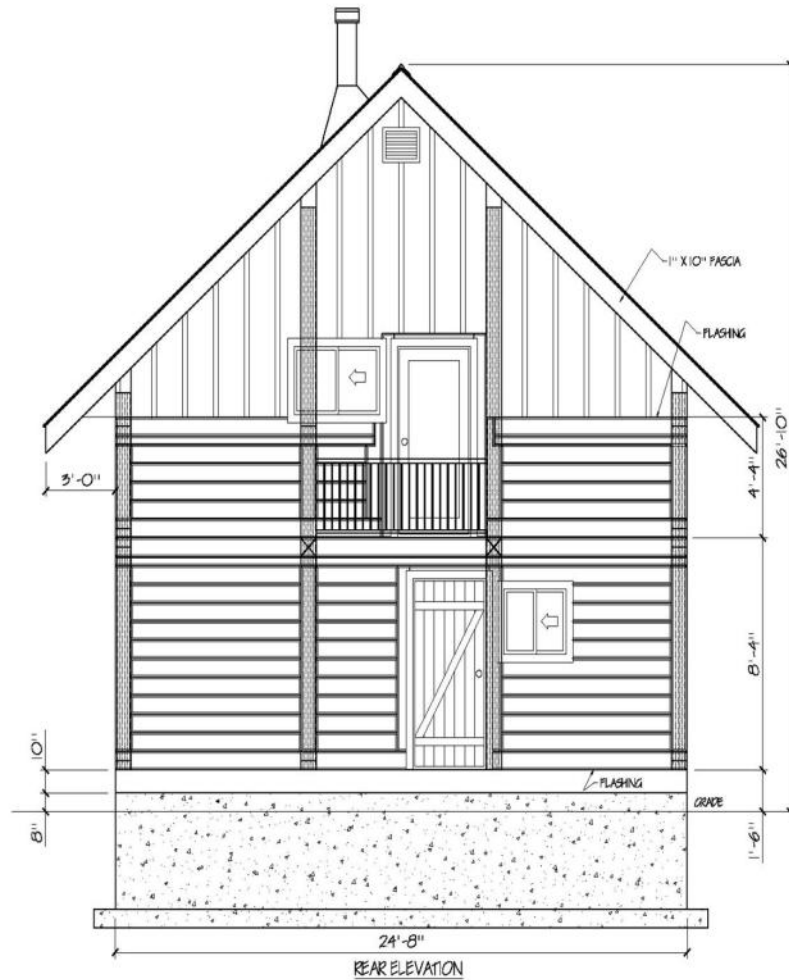 1" X 10" FASCIA
FLASHING
26'-10"
3'-0"
4'-4"
8'-4"
10"
FLASHING
GRADE
8"
1'-6"
24'-8"
REAR ELEVATION